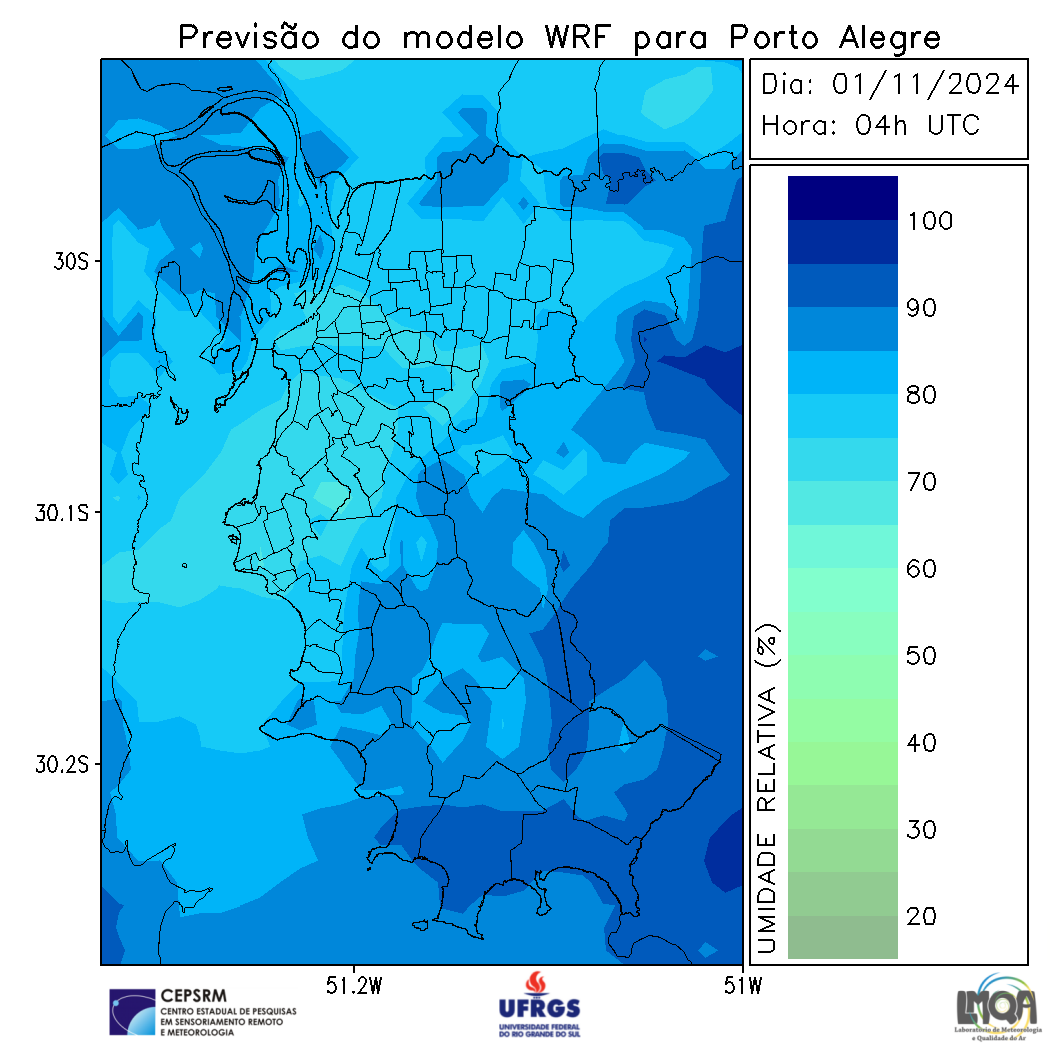 Previsão do modelo WRF para Porto Alegre
Dia: 01/11/2024
Hora: 04h UTC
100
90
80
70
60
50
40
30
20
UMIDADE RELATIVA (%)
30S
30.1S
30.2S
51.2W
51W
CEPSRM
CENTRO ESTADUAL DE PESQUISAS
EM SENSORIAMENTO REMOTO
E METEOROLOGIA
UFRGS
UNIVERSIDADE FEDERAL
DO RIO GRANDE DO SUL
LMQA
Laboratório de Meteorologia
e Qualidade do Ar